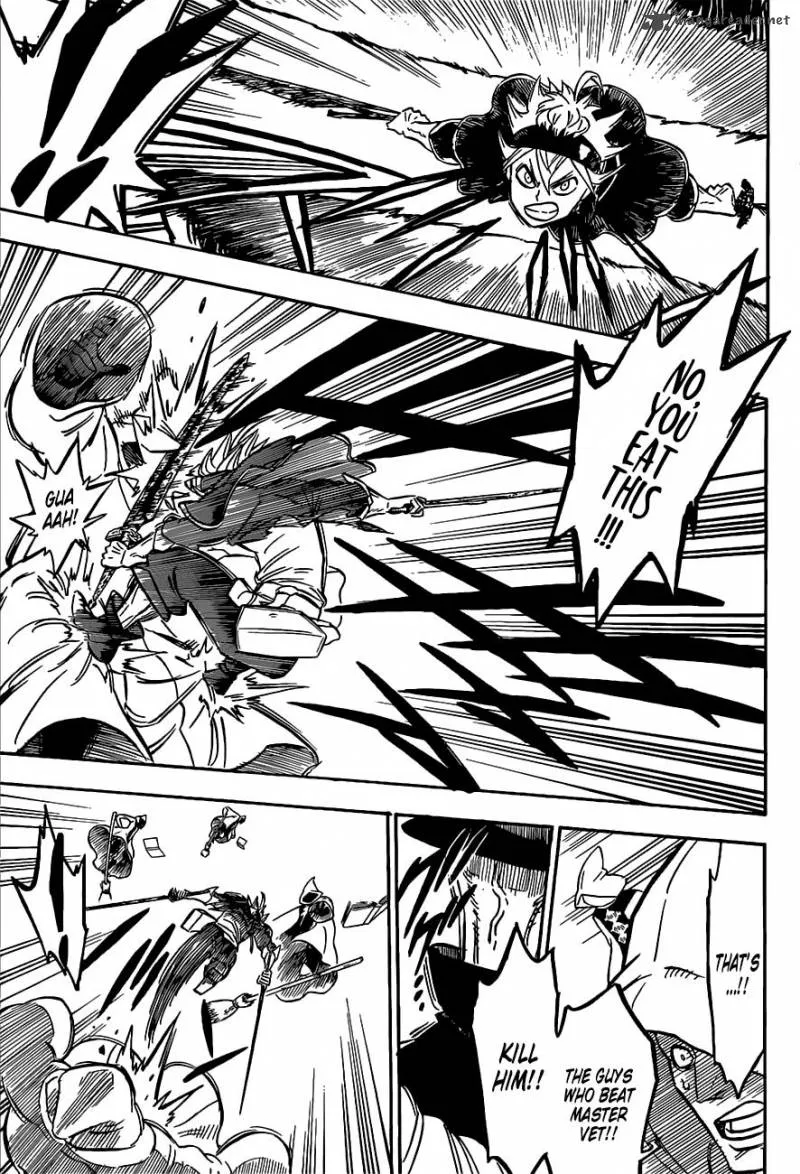 !!
NO,
YOU
EAT
THIS
!!!
GUA
AAH!
THAT'S
...!!
THE GUYS
WHO BEAT
MASTER
VET!!
KILL
HIM!!
!!